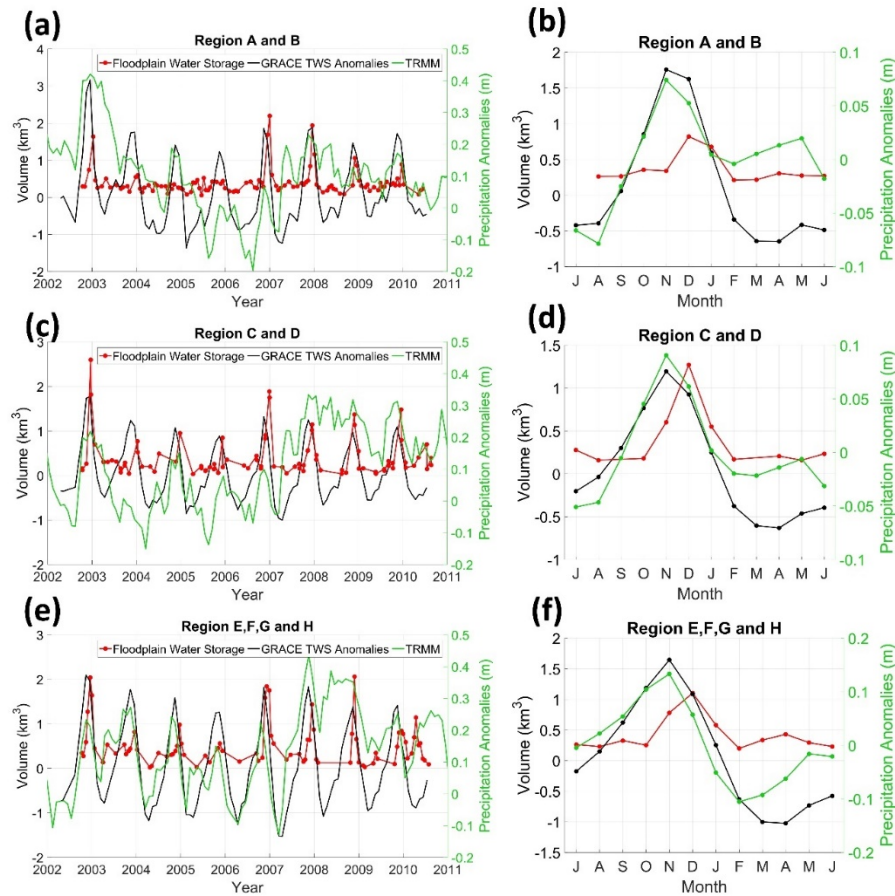 (a)
Region A and B
Floodplain Water Storage GRACE TWS Anomalies TRMM
Volume (km3)
4
3
2
1
0
-1
-2
0.5
0.4
0.3
0.2
0.1
0
-0.1
-0.2
Precipitation Anomalies (m)
2002 2003 2004 2005 2006 2007 2008 2009 2010 2011
Year
(b)
Region A and B
Volume (km3)
2
1.5
1
0.5
0
-0.5
-1
0.1
0.05
0
-0.05
-0.1
Precipitation Anomalies (m)
J A S O N D J F M A M J
Month
(c)
Region C and D
Floodplain Water Storage GRACE TWS Anomalies TRMM
Volume (km3)
3
2
1
0
-1
-2
0.5
0.4
0.3
0.2
0.1
0
-0.1
-0.2
Precipitation Anomalies (m)
2002 2003 2004 2005 2006 2007 2008 2009 2010 2011
Year
(d)
Region C and D
Volume (km3)
1.5
1
0.5
0
-0.5
-1
0.1
0.05
0
-0.05
-0.1
Precipitation Anomalies (m)
J A S O N D J F M A M J
Month
(e)
Region E,F,G and H
Floodplain Water Storage GRACE TWS Anomalies TRMM
Volume (km3)
3
2
1
0
-1
-2
0.5
0.4
0.3
0.2
0.1
0
-0.1
-0.2
Precipitation Anomalies (m)
2002 2003 2004 2005 2006 2007 2008 2009 2010 2011
Year
(f)
Region E,F,G and H
Volume (km3)
2
1.5
1
0.5
0
-0.5
-1
-1.5
0.2
0.1
0
-0.1
-0.2
Precipitation Anomalies (m)
J A S O N D J F M A M J
Month